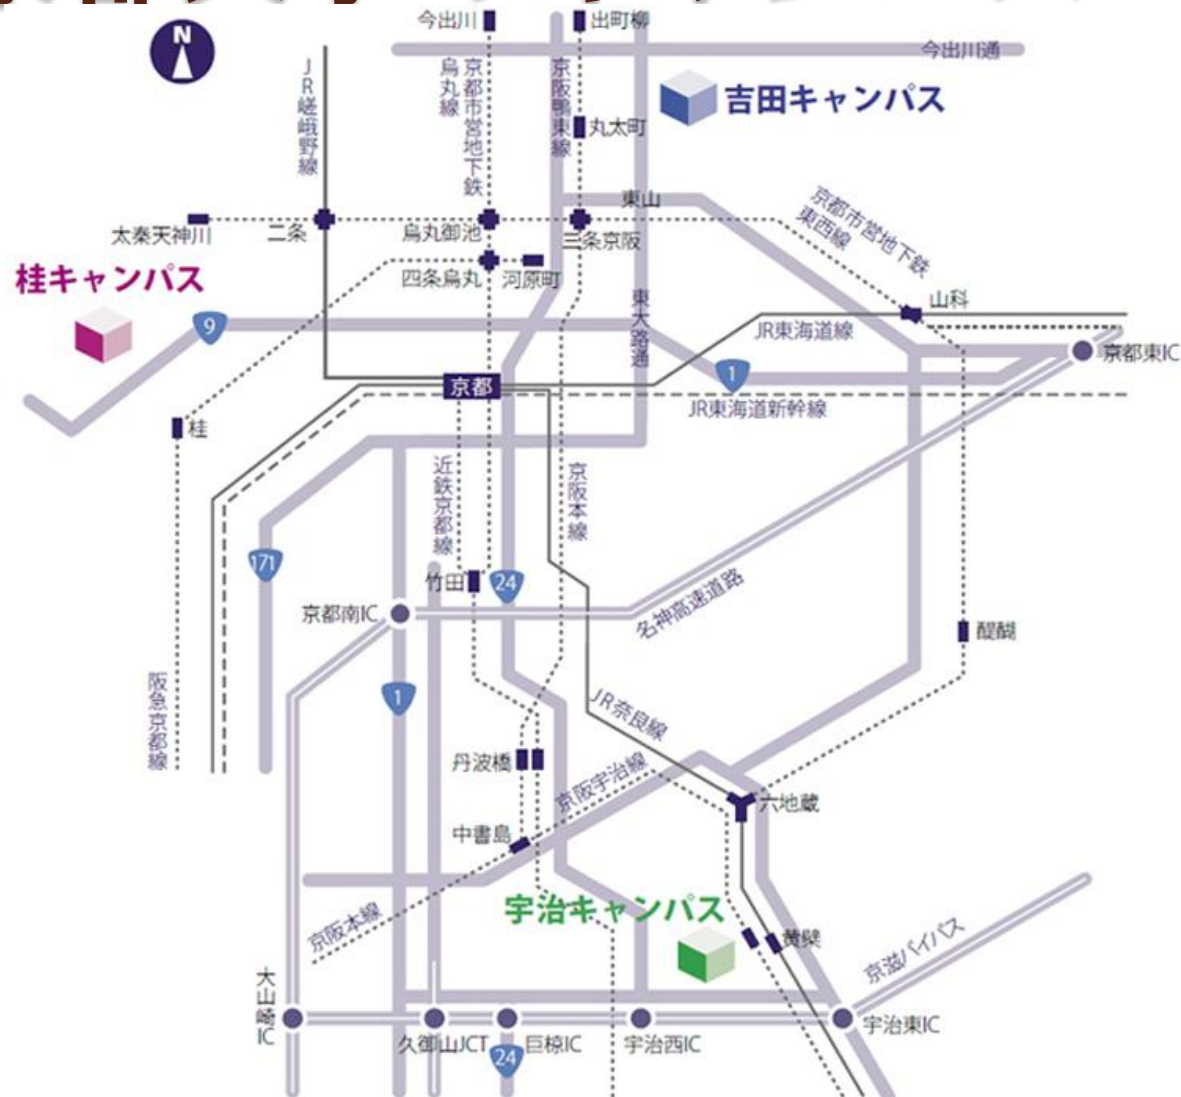 今出川
出町柳
N
今出川通
JR嵯峨野線
京都市営地下鉄
烏丸線
京阪鴨東線
吉田キャンパス
丸太町
東山
京都市営地下鉄
東西線
太秦天神川
二条
烏丸御池
三条京阪
桂キャンパス
四条烏丸
河原町
山科
9
東大路通
JR東海道線
京都東IC
1
京都
JR東海道新幹線
桂
近鉄京都線
京阪本線
171
竹田
24
京都南IC
名神高速道路
醍醐
阪急京都線
1
JR奈良線
丹波橋
京阪宇治線
六地蔵
中書島
宇治キャンパス
京阪本線
黄檗
京滋バイパス
大山崎IC
久御山JCT
24
巨椋IC
宇治西IC
宇治東IC